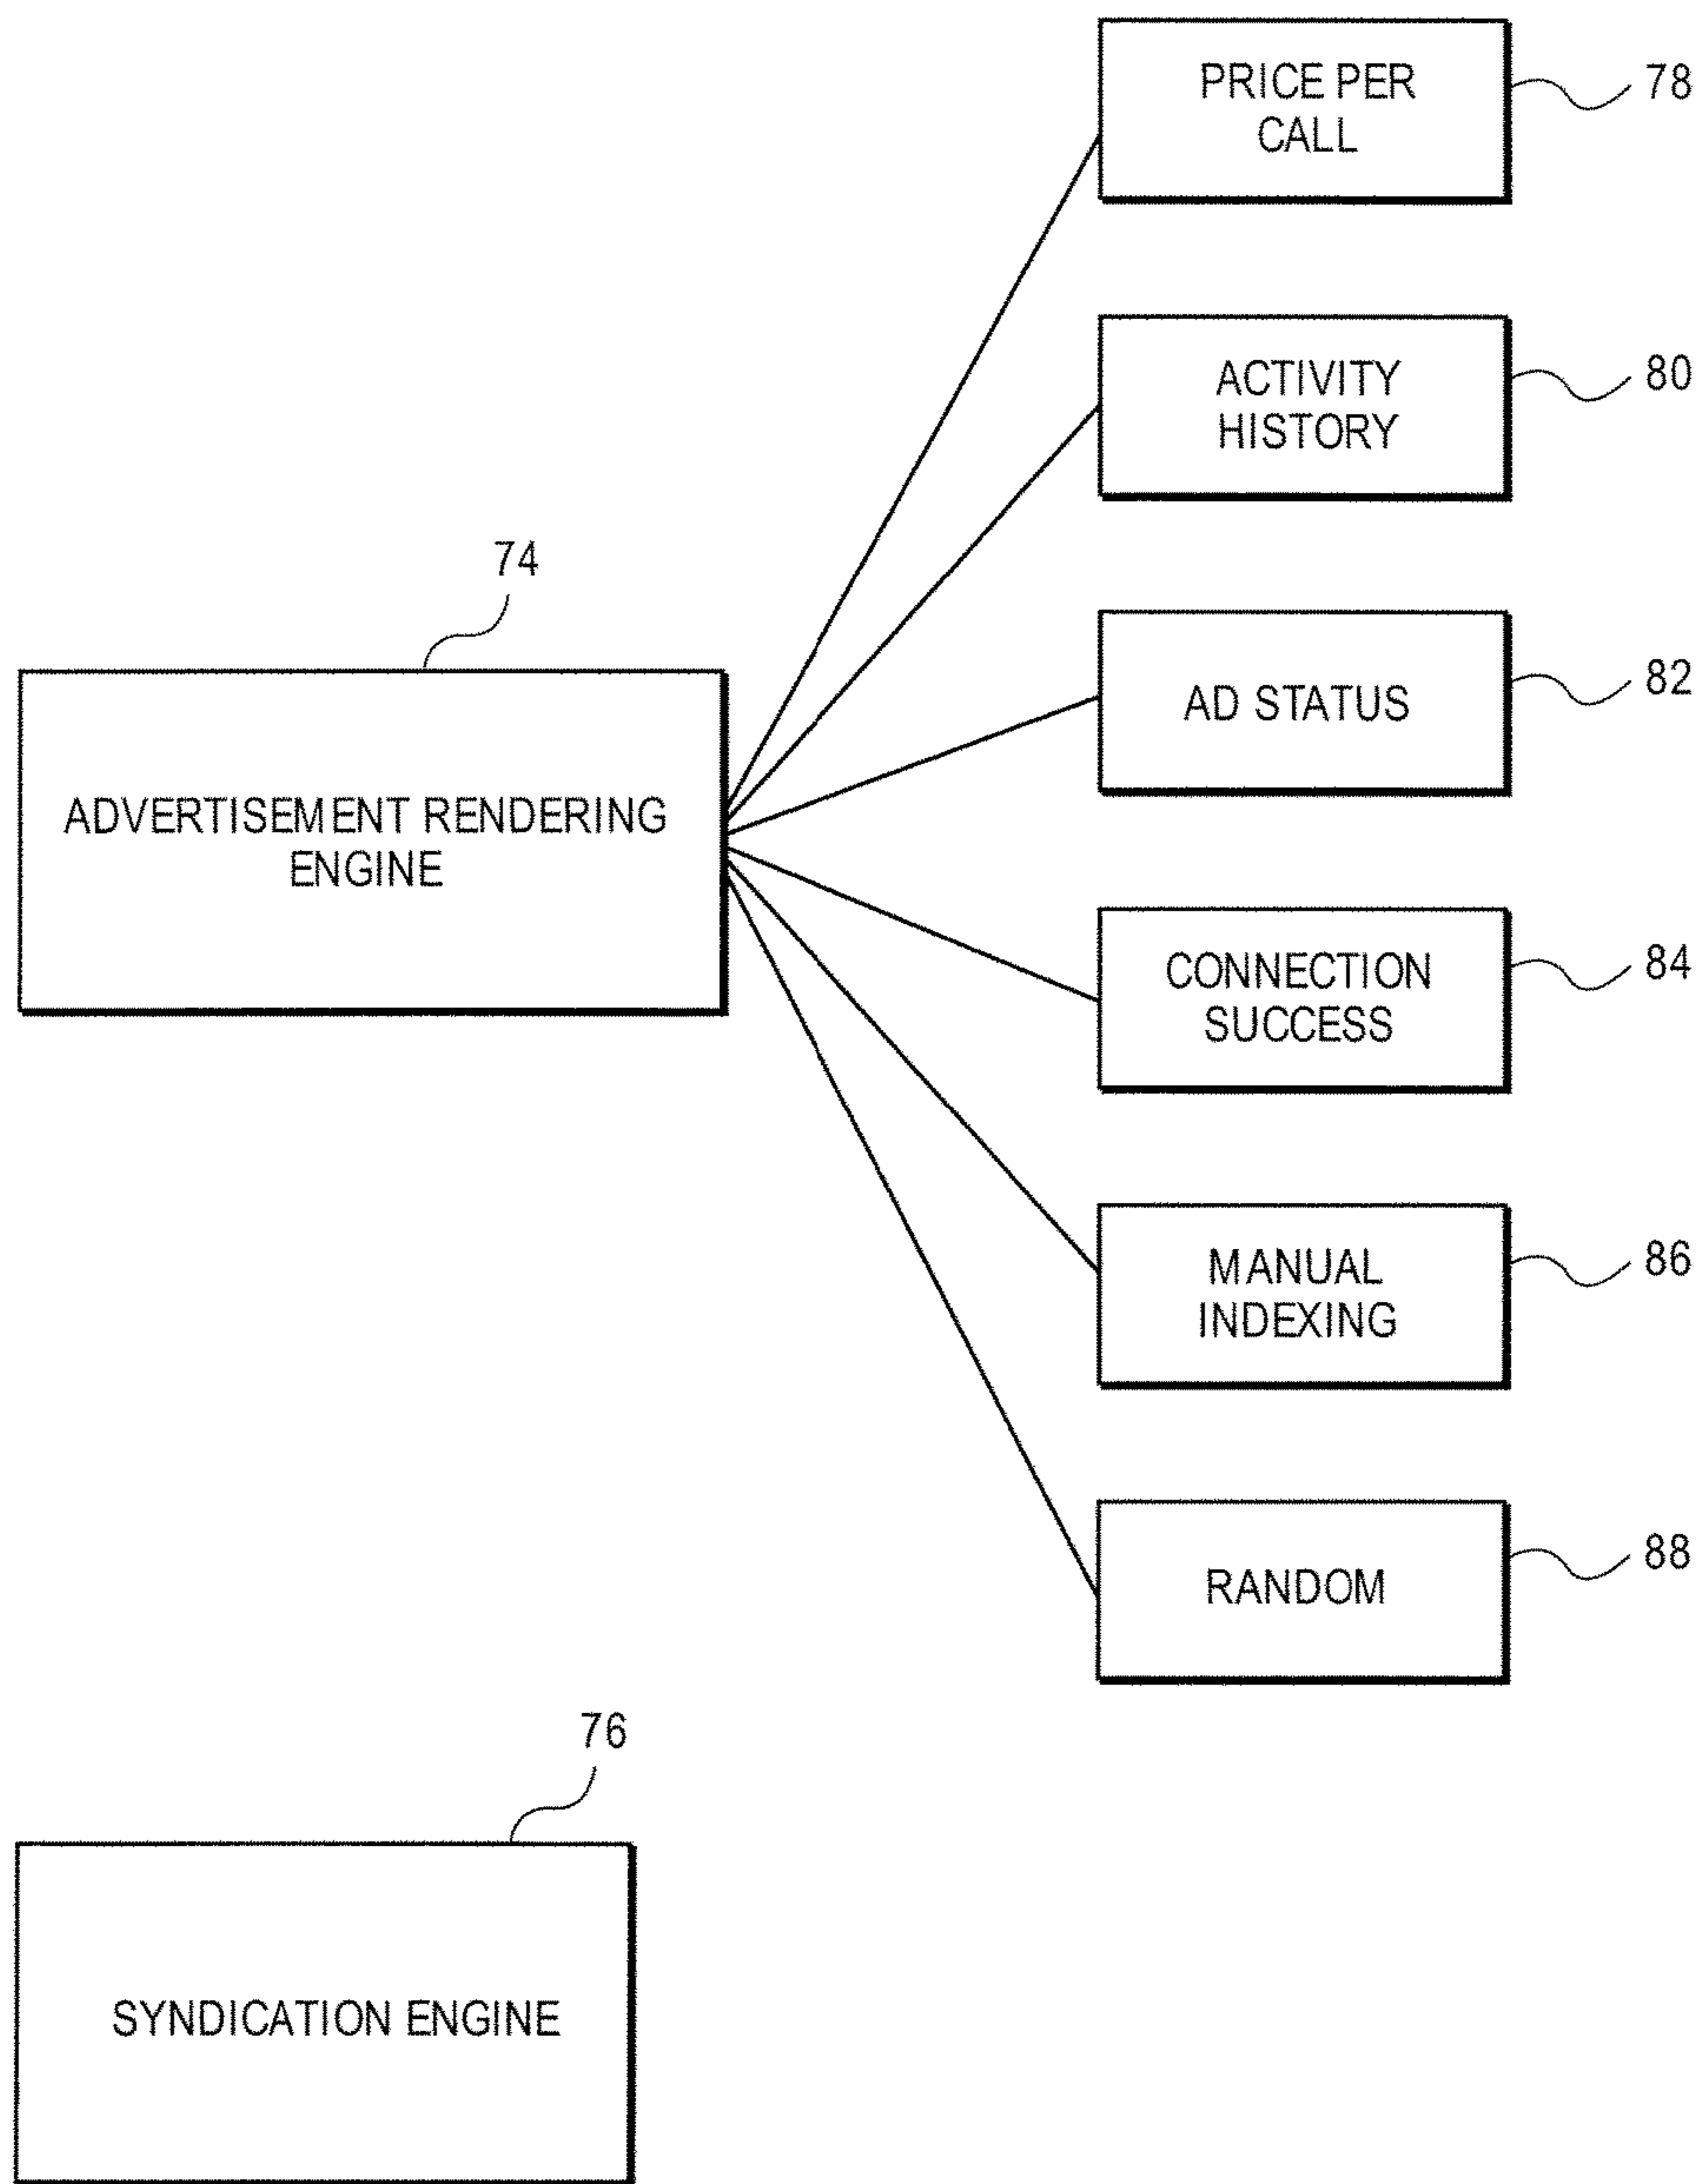 PRICE PER
CALL
78
ACTIVITY
HISTORY
80
74
AD STATUS
82
ADVERTISEMENT RENDERING
ENGINE
CONNECTION
SUCCESS
84
MANUAL
INDEXING
86
RANDOM
88
76
SYNDICATION ENGINE